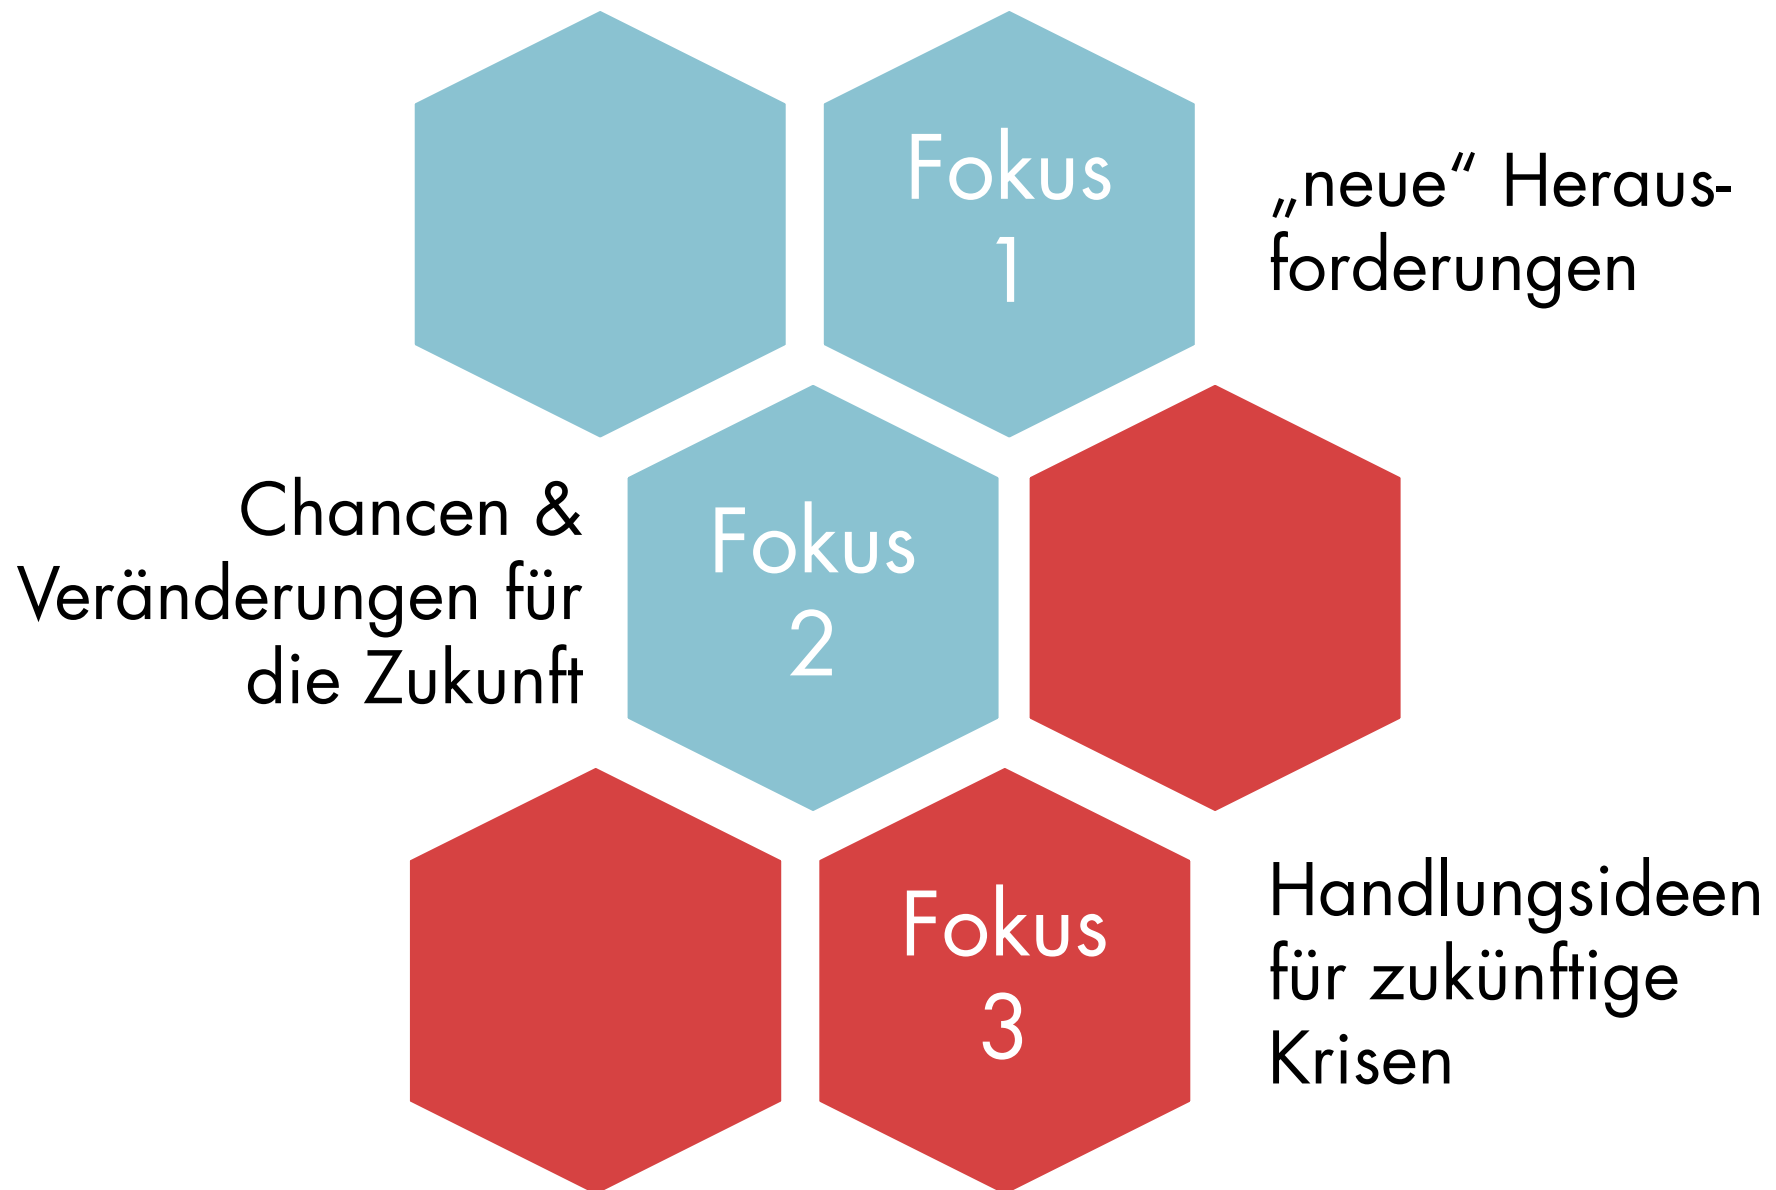 Fokus
1
„neue“ Heraus-
forderungen
Chancen &
Veränderungen für
die Zukunft
Fokus
2
Fokus
3
Handlungsideen
für zukünftige
Krisen